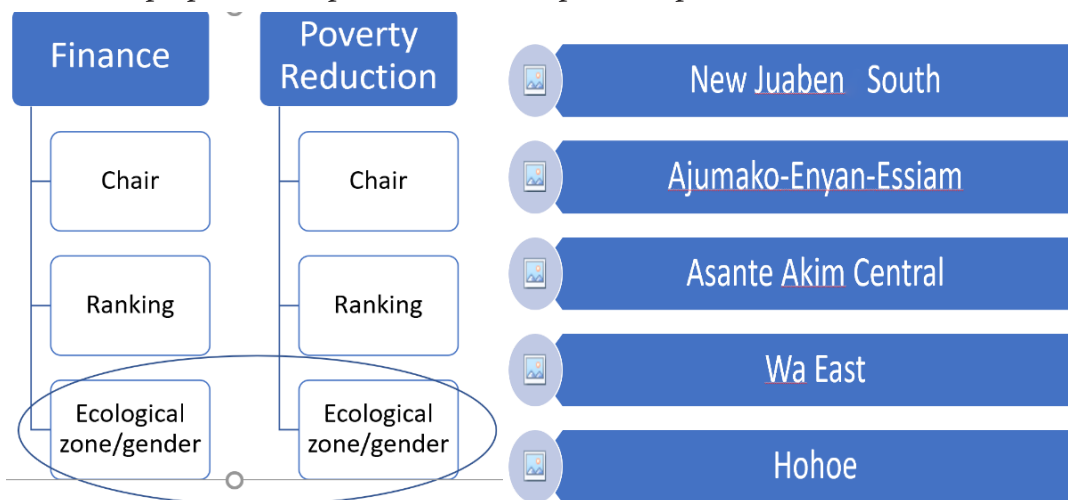 Finance
Chair
Ranking
Ecological
zone/gender
Poverty
Reduction
Chair
Ranking
Ecological
zone/gender
New Juaben South
Ajumako-Enyan-Essiam
Asante Akim Central
Wa East
Hohoe